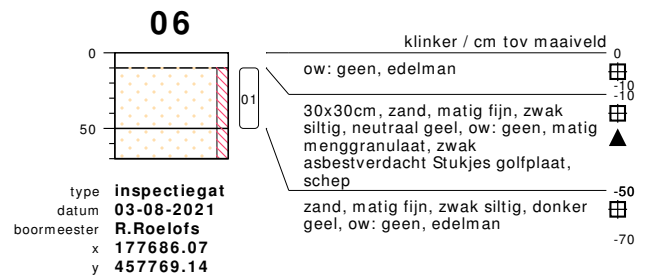 06
klinker / cm tov maaiveld
0
0
ow: geen, edelman
-10
-10
01
30x30cm, zand, matig fijn, zwak
siltig, neutraal geel, ow: geen, matig
menggranulaat, zwak
asbestverdacht Stukjes golfplaat,
schep
50
-50
zand, matig fijn, zwak siltig, donker
geel, ow: geen, edelman
-70
type inspectiegat
datum 03-08-2021
boormeester R.Roelofs
x 177686.07
y 457769.14